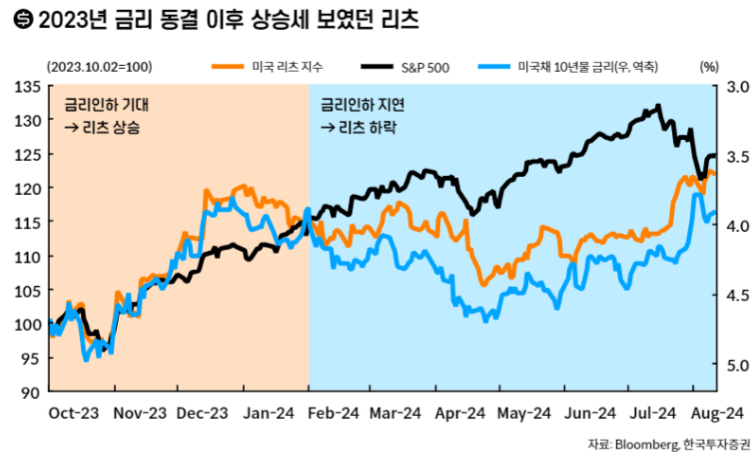 $ 2023년 금리 동결 이후 상승세 보였던 리츠
(2023.10.02=100) 미국 리츠 지수 S&P 500 미국채 10년물 금리(우, 역축) (%)
135 3.0
금리인하 기대 금리인하 지연
130
→ 리츠 상승 → 리츠 하락
125 3.5
120
115 4.0
110
105 4.5
100
95 5.0
90
Oct-23 Nov-23 Dec-23 Jan-24 Feb-24 Mar-24 Apr-24 May-24 Jun-24 Jul-24 Aug-24
자료: Bloomberg, 한국투자증권